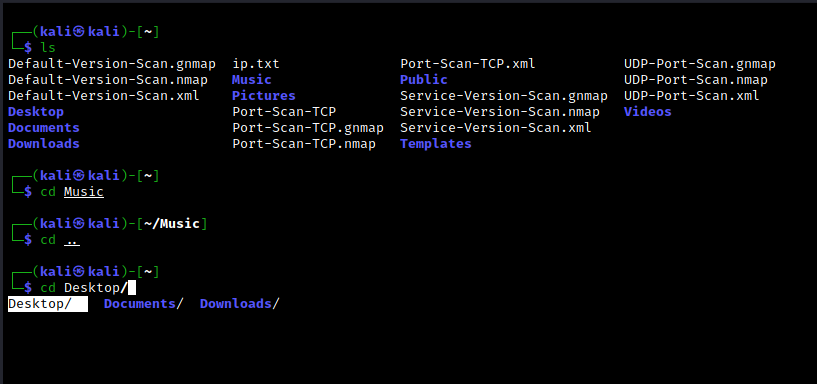 ┌──(kali㉿kali)-[~]
└─$ ls
Default-Version-Scan.gnmap  ip.txt               Port-Scan-TCP.xml           UDP-Port-Scan.gnmap
Default-Version-Scan.nmap   Music                Public                      UDP-Port-Scan.nmap
Default-Version-Scan.xml    Pictures             Service-Version-Scan.gnmap  UDP-Port-Scan.xml
Desktop                     Port-Scan-TCP        Service-Version-Scan.nmap   Videos
Documents                   Port-Scan-TCP.gnmap  Service-Version-Scan.xml
Downloads                   Port-Scan-TCP.nmap   Templates
┌──(kali㉿kali)-[~]
└─$ cd Music
┌──(kali㉿kali)-[~/Music]
└─$ cd ..
┌──(kali㉿kali)-[~]
└─$ cd Desktop/
Desktop/    Documents/  Downloads/